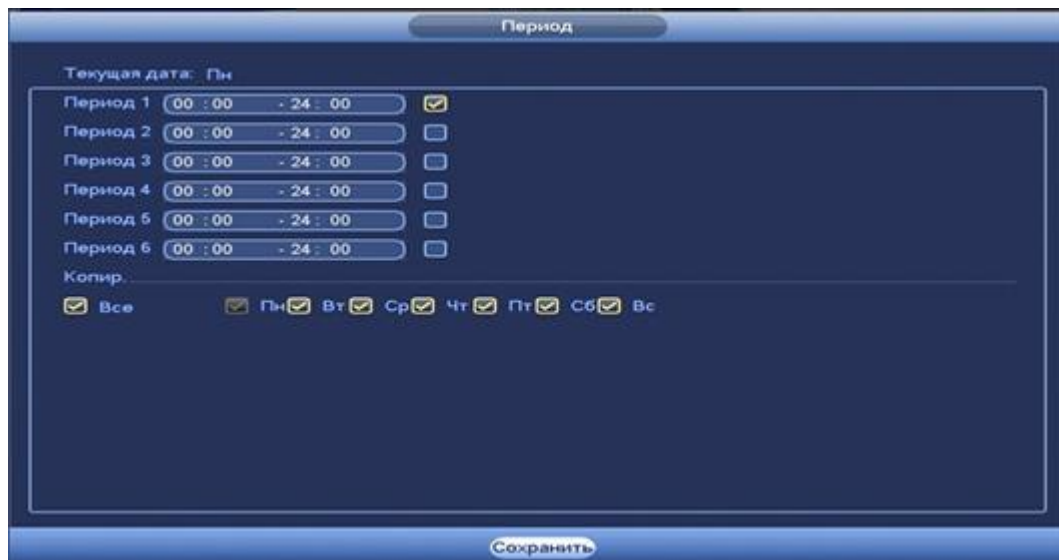 Период
Текущая дата: Пн
Период 1 00 : 00 - 24 : 00
Период 2 00 : 00 - 24 : 00
Период 3 00 : 00 - 24 : 00
Период 4 00 : 00 - 24 : 00
Период 5 00 : 00 - 24 : 00
Период 6 00 : 00 - 24 : 00
Копир.
Все Пн Вт Ср Чт Пт Сб Вс
Сохранить